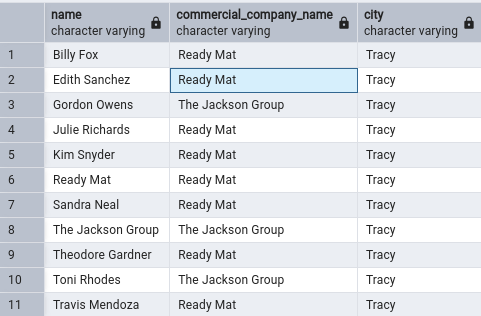 name commercial_company_name city
character varying character varying character varying
1 Billy Fox Ready Mat Tracy
2 Edith Sanchez Ready Mat Tracy
3 Gordon Owens The Jackson Group Tracy
4 Julie Richards Ready Mat Tracy
5 Kim Snyder Ready Mat Tracy
6 Ready Mat Ready Mat Tracy
7 Sandra Neal Ready Mat Tracy
8 The Jackson Group The Jackson Group Tracy
9 Theodore Gardner Ready Mat Tracy
10 Toni Rhodes The Jackson Group Tracy
11 Travis Mendoza Ready Mat Tracy